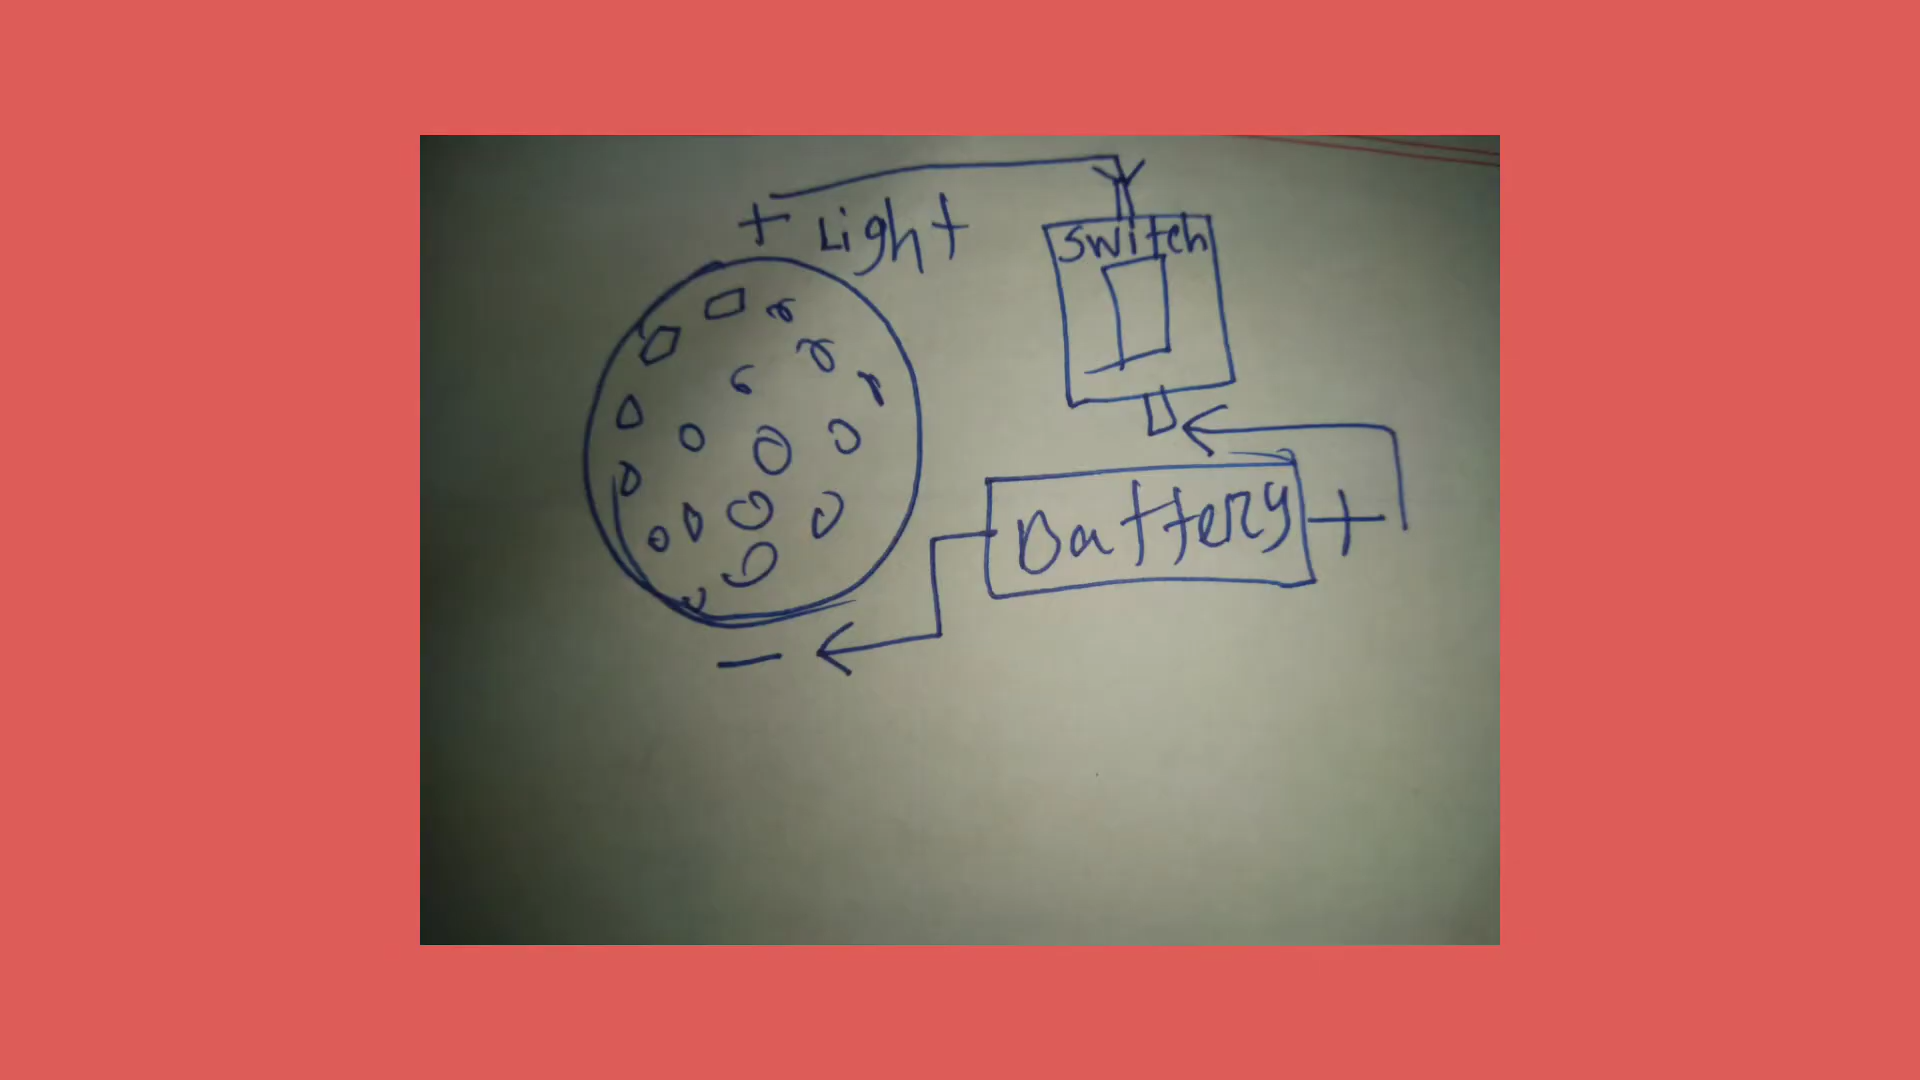 + Light
Switch
Battery +
—